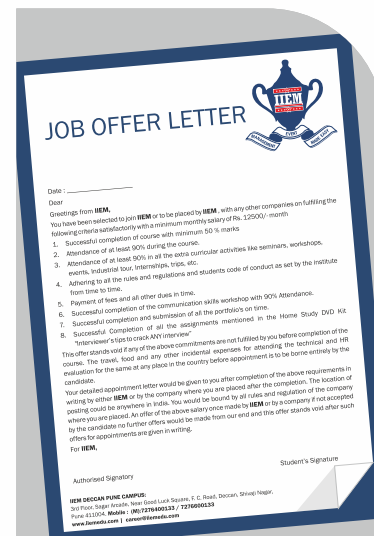 IIEM
MANAGEMENT
EVENT
JOB OFFER LETTER
Date :
Dear
Greetings from IIEM,
You have been selected to join IIEM or to be placed by IIEM , with any other companies on fulfilling the
following criteria satisfactorily with a minimum monthly salary of Rs. 12500/- month
1. Successful completion of course with minimum 50 % marks
2. Attendance of at least 90% during the course.
3. Attendance of at least 90% in all the extra curricular activities like seminars, workshops.
events, Industrial tour, Internships, trips, etc.
4. Adhering to all the rules and regulations and students code of conduct as set by the institute
from time to time.
5. Payment of fees and all other dues in time.
6. Successful completion of the communication skills workshop with 90% Attendance.
7. Successful completion and submission of all the portfolio's on time.
8. Successful Completion of all the assignments mentioned in the Home Study DVD Kit
"Interviewer's tips to crack ANY interview"
This offer stands void if any of the above commitments are not fulfilled by you before completion of the
course. The travel, food and any other incidental expenses for attending the technical and HR
evaluation for the same at any place in the country before appointment is to be borne entirely by the
candidate.
Your detailed appointment letter would be given to you after completion of the above requirements in
writing by either IIEM or by the company where you are placed after the completion. The location of
posting could be anywhere in India. You would be bound by all rules and regulation of the company
where you are placed. An offer of the above salary once made by IIEM or by a company if not accepted
by the candidate no further offers would be made from our end and this offer stands void after such
offers for appointments are given in writing.
For IIEM,
Authorised Signatory
Student's Signature
IIEM DECCAN PUNE CAMPUS:
3rd Floor, Sagar Arcade, Near Good Luck Square, F. C. Road, Deccan, Shivaji Nagar,
Pune 411004. Mobile : (M):7276400133 / 7276600133
www.iiemedu.com | career@iiemedu.com